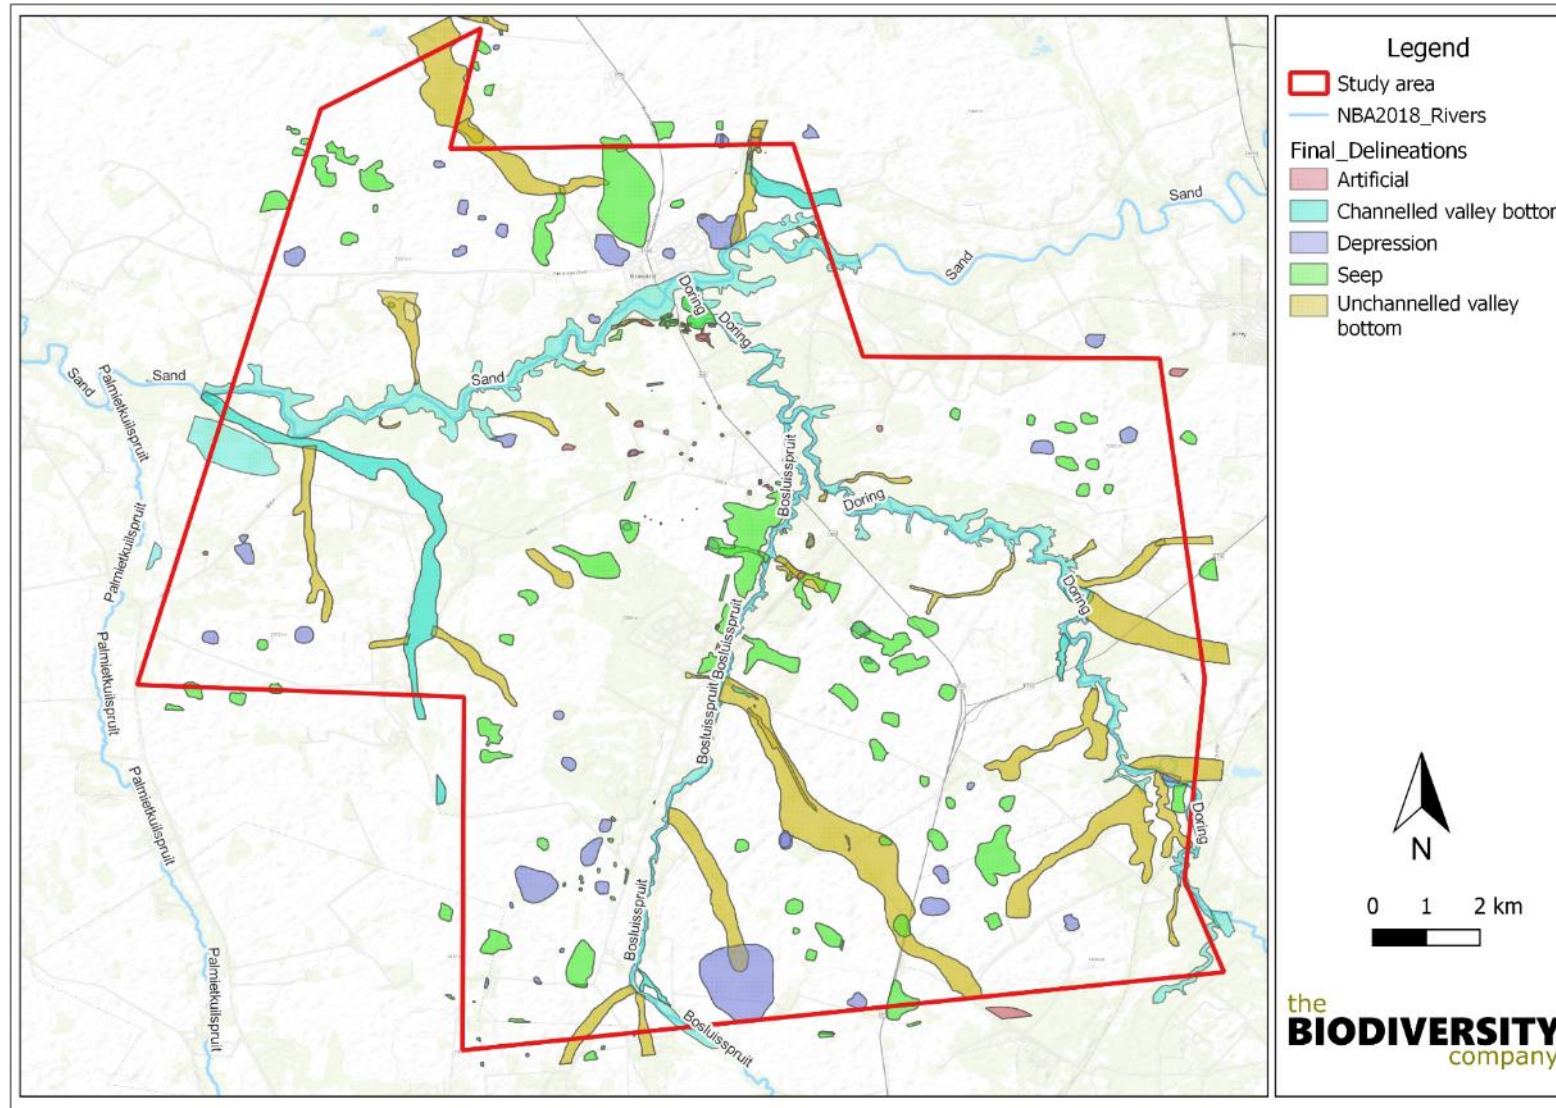 Legend
Study area
NBA2018_Rivers
Final_Delineations
Artificial
Channelled valley bottom
Depression
Seep
Unchannelled valley
bottom
N
0 1 2 km
the
BIODIVERSITY
company
Sand
Sand
Doring
Doring
Sand
Sand
Sand
Palmietkuilspruit
Bosluisspruit
Doring
Palmietkuilspruit
Doring
Bosluisspruit
Bosluisspruit
Palmietkuilspruit
Bosluisspruit
Palmietkuilspruit
Doring
Bosluisspruit
Palmietkuilspruit
Bosluisspruit